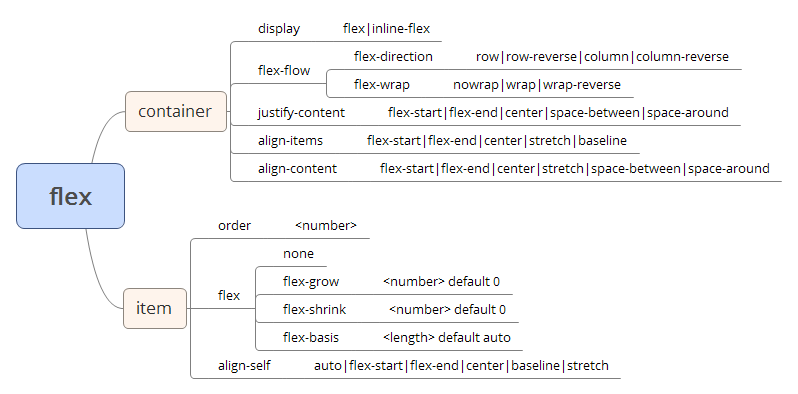 display flex|inline-flex
flex-direction row|row-reverse|column|column-reverse
flex-flow
flex-wrap nowrap|wrap|wrap-reverse
container
justify-content flex-start|flex-end|center|space-between|space-around
align-items flex-start|flex-end|center|stretch|baseline
align-content flex-start|flex-end|center|stretch|space-between|space-around
flex
order <number>
none
flex-grow <number> default 0
flex
item
flex-shrink <number> default 0
flex-basis <length> default auto
align-self auto|flex-start|flex-end|center|baseline|stretch